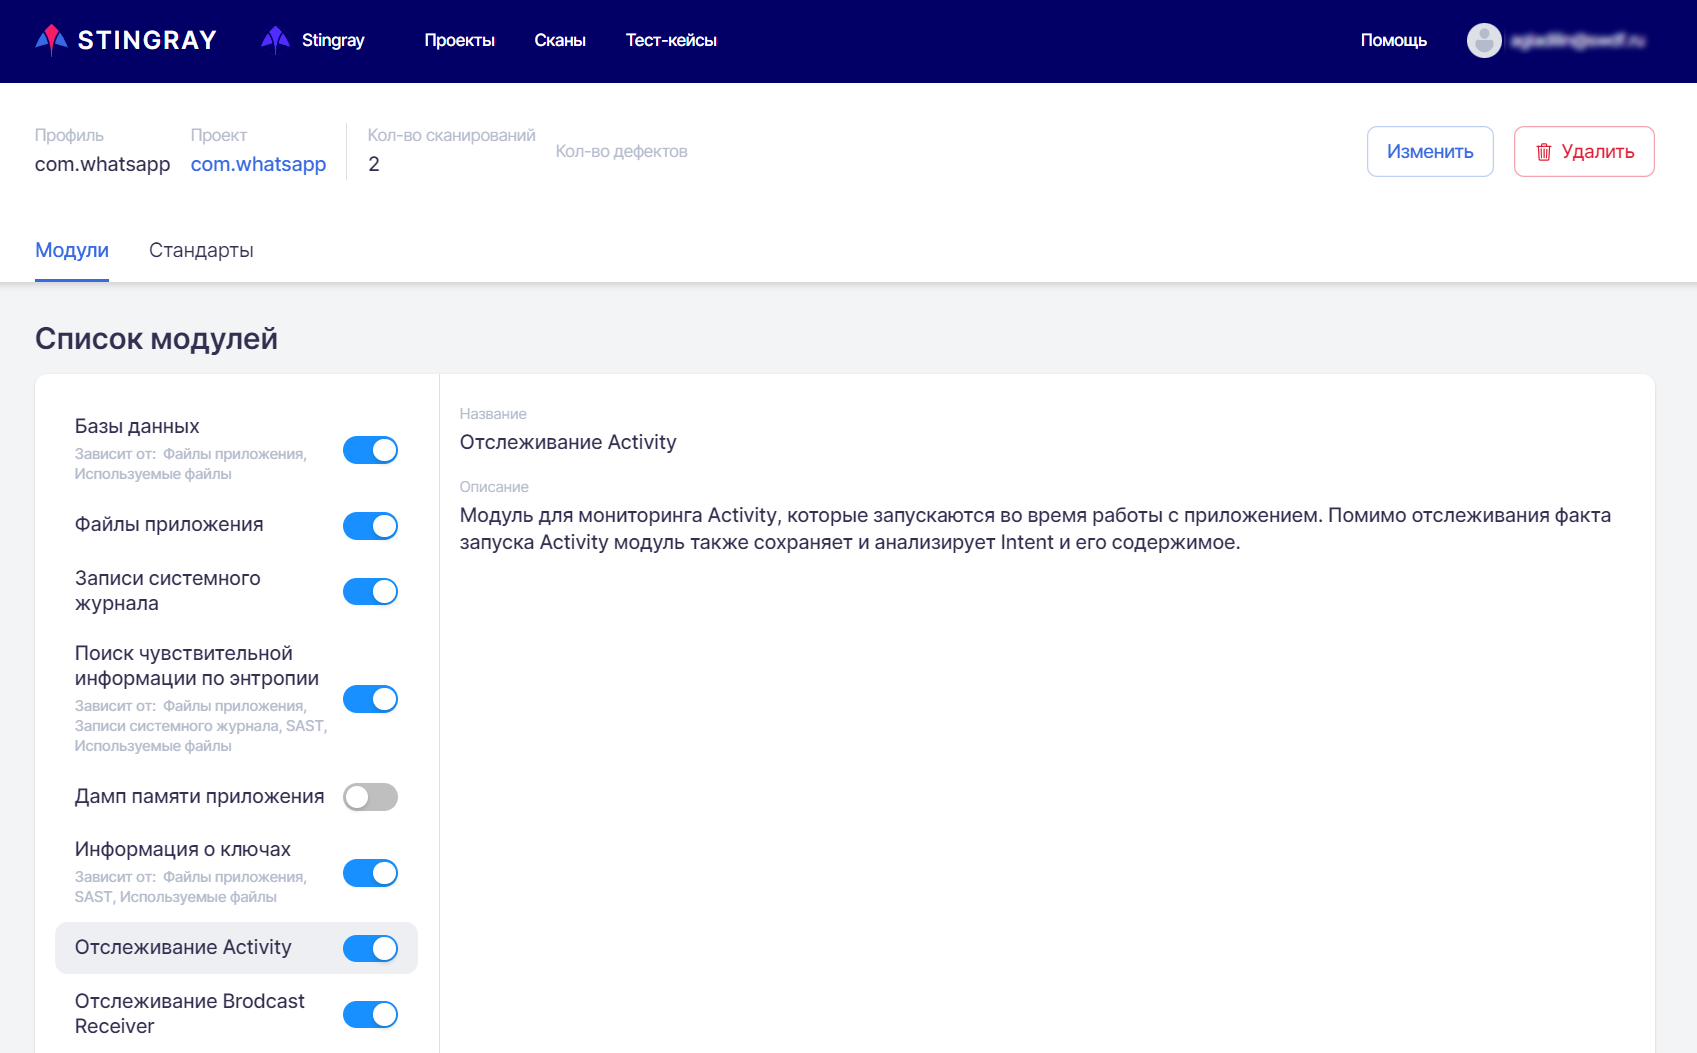 STINGRAY Stingray Проекты Сканы Тест-кейсы Помощь
Профиль Проект Кол-во сканирований
com.whatsapp com.whatsapp 2
Кол-во дефектов
Изменить Удалить
Модули Стандарты
Список модулей
Базы данных
Зависит от: Файлы приложения,
Используемые файлы
Файлы приложения
Записи системного
журнала
Поиск чувствительной
информации по энтропии
Зависит от: Файлы приложения,
Записи системного журнала, SAST,
Используемые файлы
Дамп памяти приложения
Информация о ключах
Зависит от: Файлы приложения,
SAST, Используемые файлы
Отслеживание Activity
Отслеживание Brodcast
Receiver
Название
Отслеживание Activity
Описание
Модуль для мониторинга Activity, которые запускаются во время работы с приложением. Помимо отслеживания факта
запуска Activity модуль также сохраняет и анализирует Intent и его содержимое.